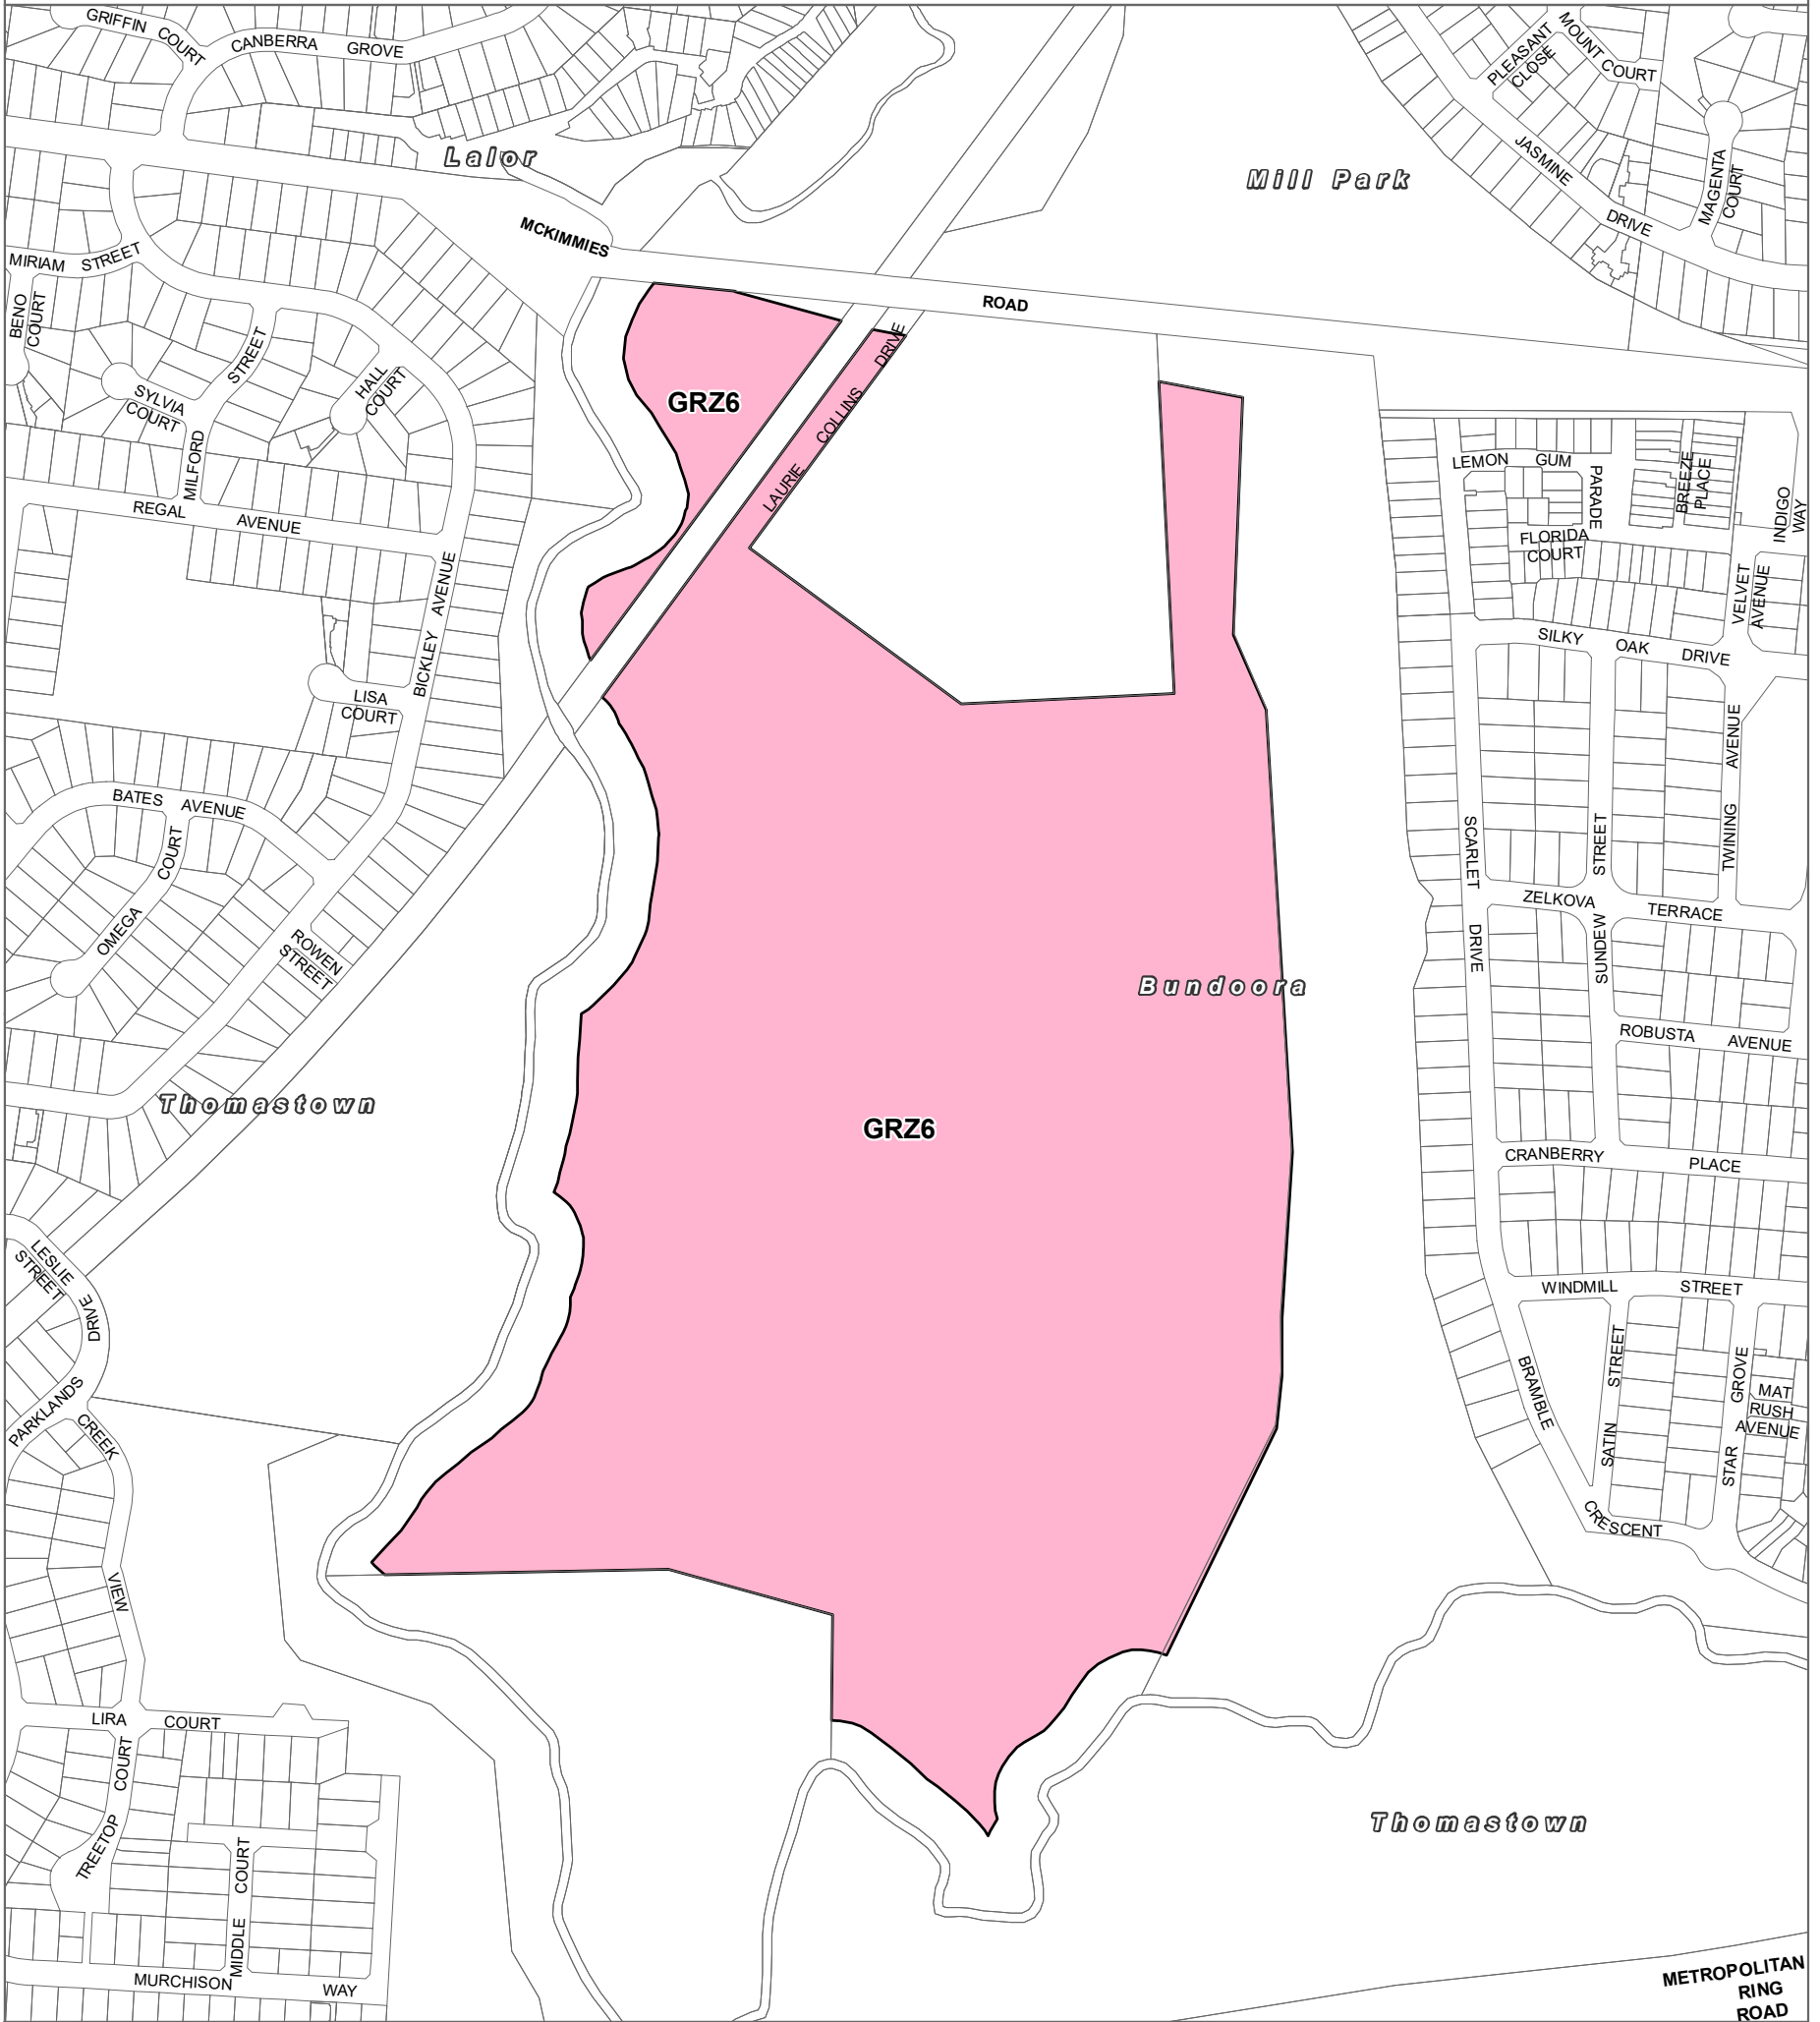 GRIFFIN COURT
CANBERRA GROVE
PLEASANT
CLOSE
MOUNT COURT
Lalor
Mill Park
JASMINE DRIVE
MAGENTA
COURT
MCKIMMIES ROAD
MIRIAM STREET
BENO
COURT
SYLVIA
COURT
MILFORD STREET
HALL
COURT
GRZ6
LAURIE COLLINS DRIVE
LEMON GUM PARADE
BREEZE
PLACE
INDIGO
WAY
REGAL AVENUE
FLORIDA
COURT
VELVET
AVENUE
BICKLEY AVENUE
SILKY OAK DRIVE
LISA
COURT
BATES AVENUE
OMEGA COURT
SCARLET DRIVE
SUNDEW STREET
TWINING AVENUE
ZELKOVA TERRACE
ROWEN
STREET
Bundoora
ROBUSTA AVENUE
Thomastown
GRZ6
CRANBERRY PLACE
LESLIE
STREET
WINDMILL STREET
PARKLANDS DRIVE
BRAMBLE CRESCENT
SATIN STREET
STAR GROVE
MAT
RUSH
AVENUE
CREEK VIEW
LIRA COURT
TREETOP COURT
MIDDLE COURT
Thomastown
MURCHISON WAY
METROPOLITAN
RING
ROAD